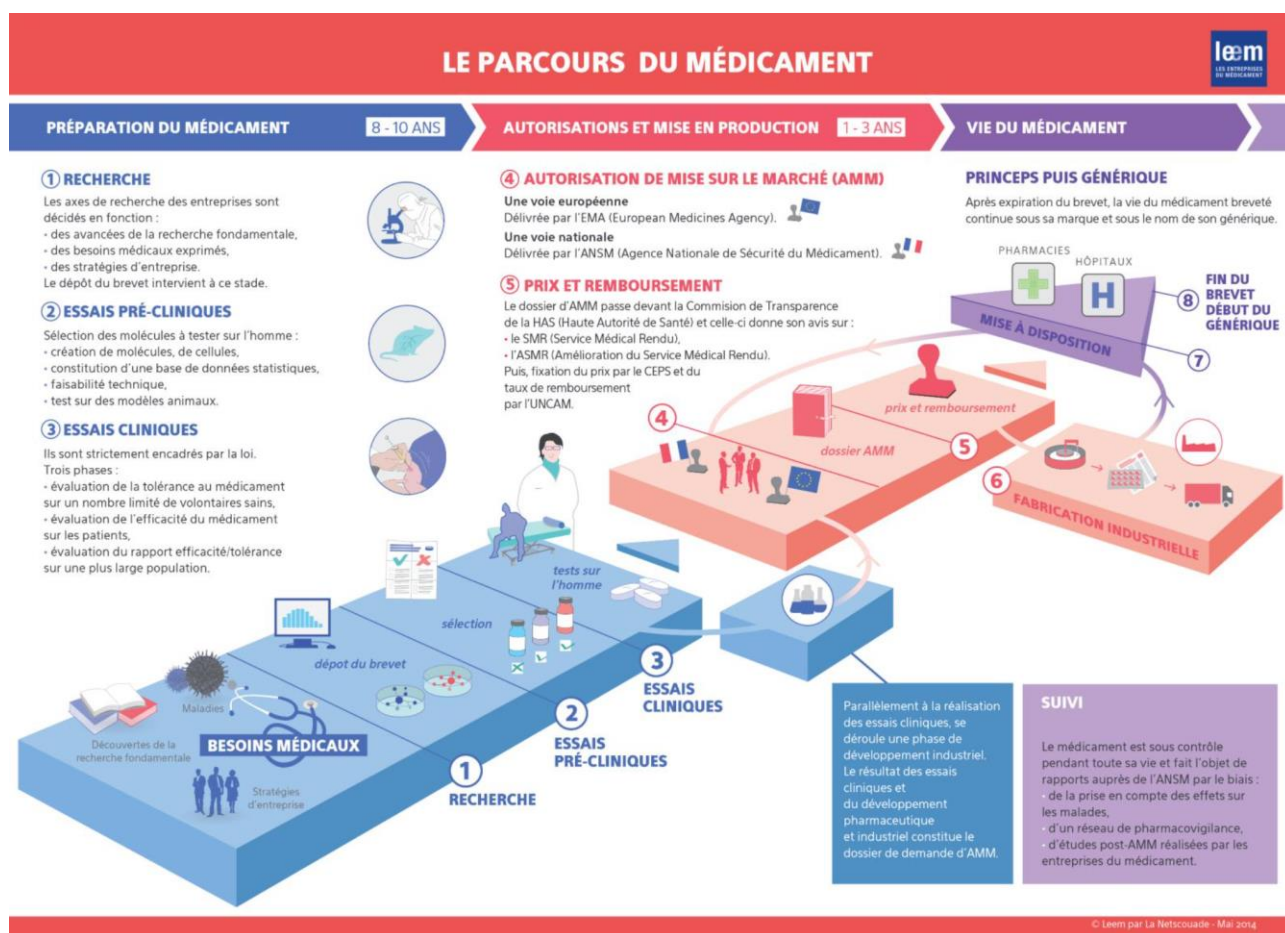 LE PARCOURS DU MÉDICAMENT
leem
LES ENTREPRISES
DU MÉDICAMENT
PRÉPARATION DU MÉDICAMENT
8 - 10 ANS
AUTORISATIONS ET MISE EN PRODUCTION
1 - 3 ANS
VIE DU MÉDICAMENT
1 RECHERCHE
Les axes de recherche des entreprises sont
décidés en fonction :
• des avancées de la recherche fondamentale,
• des besoins médicaux exprimés,
• des stratégies d'entreprise.
Le dépôt du brevet intervient à ce stade.
2 ESSAIS PRÉ-CLINIQUES
Sélection des molécules à tester sur l'homme :
• création de molécules, de cellules,
• constitution d'une base de données statistiques,
• faisabilité technique,
• test sur des modèles animaux.
3 ESSAIS CLINIQUES
Ils sont strictement encadrés par la loi.
Trois phases :
• évaluation de la tolérance au médicament
sur un nombre limité de volontaires sains,
• évaluation de l'efficacité du médicament
sur les patients,
• évaluation du rapport efficacité/tolérance
sur une plus large population.
4 AUTORISATION DE MISE SUR LE MARCHÉ (AMM)
Une voie européenne
Délivrée par l'EMA (European Medicines Agency).
Une voie nationale
Délivrée par l'ANSM (Agence Nationale de Sécurité du Médicament).
5 PRIX ET REMBOURSEMENT
Le dossier d'AMM passe devant la Commision de Transparence
de la HAS (Haute Autorité de Santé) et celle-ci donne son avis sur :
• le SMR (Service Médical Rendu),
• l'ASMR (Amélioration du Service Médical Rendu).
Puis, fixation du prix par le CEPS et du
taux de remboursement
par l'UNCAM.
PRINCEPS PUIS GÉNÉRIQUE
Après expiration du brevet, la vie du médicament breveté
continue sous sa marque et sous le nom de son générique.
PHARMACIES
HÔPITAUX
H
MISE À DISPOSITION
8
FIN DU
BREVET
DÉBUT DU
GÉNÉRIQUE
7
4
prix et remboursement
dossier AMM
5
6
FABRICATION INDUSTRIELLE
tests sur
l'homme
sélection
dépot du brevet
Maladies
Découvertes de la
recherche fondamentale
BESOINS MÉDICAUX
Stratégies
d'entreprise
3
ESSAIS
CLINIQUES
2
ESSAIS
PRÉ-CLINIQUES
1
RECHERCHE
Parallèlement à la réalisation
des essais cliniques, se
déroule une phase de
développement industriel.
Le résultat des essais
cliniques et
du développement
pharmaceutique
et industriel constitue le
dossier de demande d'AMM.
SUIVI
Le médicament est sous contrôle
pendant toute sa vie et fait l'objet de
rapports auprès de l'ANSM par le biais :
• de la prise en compte des effets sur
les malades,
• d'un réseau de pharmacovigilance,
• d'études post-AMM réalisées par les
entreprises du médicament.
© Leem par La Netscouade - Mai 2014